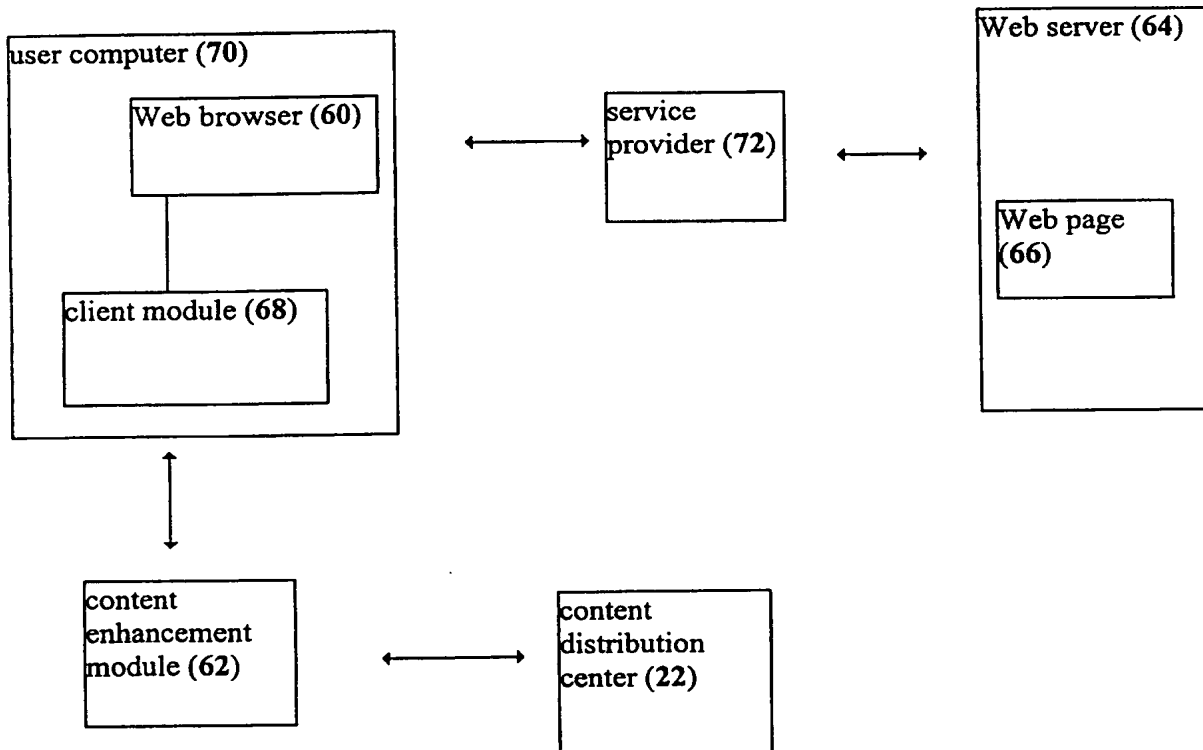 user computer (70)
Web browser (60)
client module (68)
service
provider (72)
Web server (64)
Web page
(66)
content
enhancement
module (62)
content
distribution
center (22)